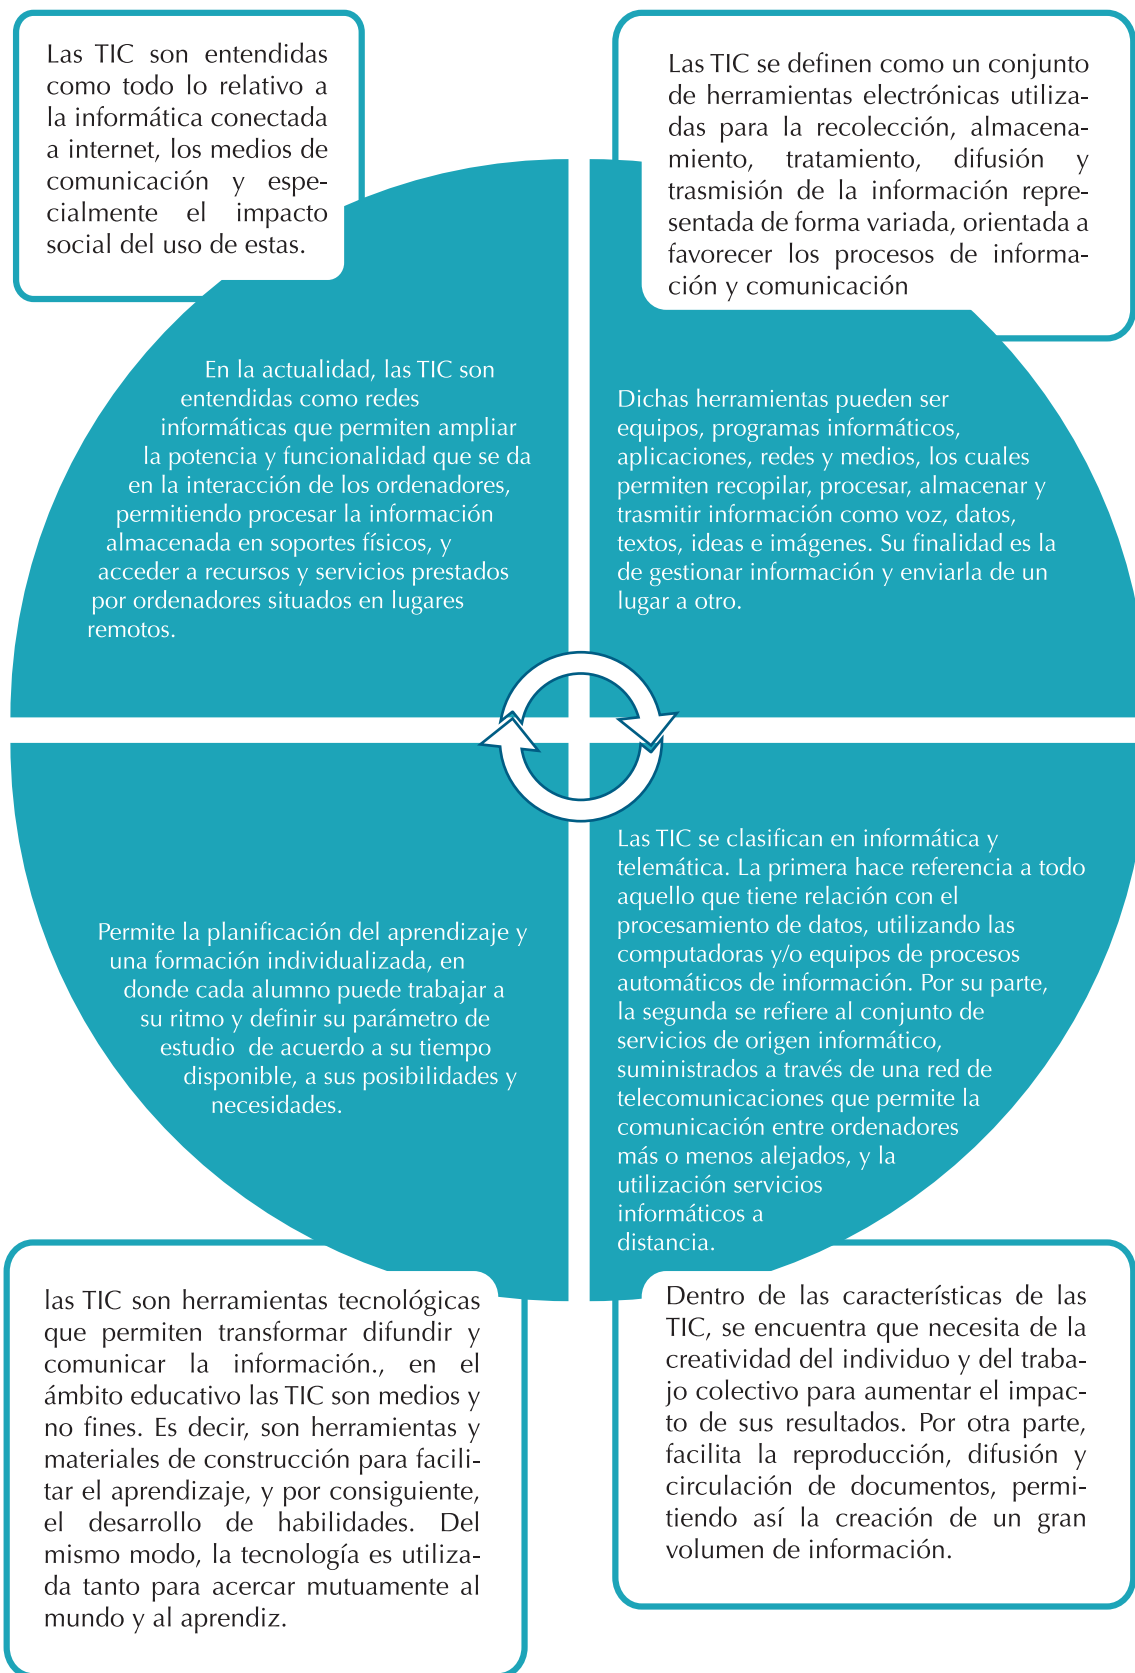 Las TIC son entendidas
como todo lo relativo a
la informática conectada
a internet, los medios de
comunicación y espe-
cialmente el impacto
social del uso de estas.
Las TIC se definen como un conjunto
de herramientas electrónicas utiliza-
das para la recolección, almacena-
miento, tratamiento, difusión y
trasmisión de la información repre-
sentada de forma variada, orientada a
favorecer los procesos de informa-
ción y comunicación
En la actualidad, las TIC son
entendidas como redes
informáticas que permiten ampliar
la potencia y funcionalidad que se da
en la interacción de los ordenadores,
permitiendo procesar la información
almacenada en soportes físicos, y
acceder a recursos y servicios prestados
por ordenadores situados en lugares
remotos.
Dichas herramientas pueden ser
equipos, programas informáticos,
aplicaciones, redes y medios, los cuales
permiten recopilar, procesar, almacenar y
trasmitir información como voz, datos,
textos, ideas e imágenes. Su finalidad es la
de gestionar información y enviarla de un
lugar a otro.
Permite la planificación del aprendizaje y
una formación individualizada, en
donde cada alumno puede trabajar a
su ritmo y definir su parámetro de
estudio de acuerdo a su tiempo
disponible, a sus posibilidades y
necesidades.
Las TIC se clasifican en informática y
telemática. La primera hace referencia a todo
aquello que tiene relación con el
procesamiento de datos, utilizando las
computadoras y/o equipos de procesos
automáticos de información. Por su parte,
la segunda se refiere al conjunto de
servicios de origen informático,
suministrados a través de una red de
telecomunicaciones que permite la
comunicación entre ordenadores
más o menos alejados, y la
utilización servicios
informáticos a
distancia.
las TIC son herramientas tecnológicas
que permiten transformar difundir y
comunicar la información., en el
ámbito educativo las TIC son medios y
no fines. Es decir, son herramientas y
materiales de construcción para facili-
tar el aprendizaje, y por consiguiente,
el desarrollo de habilidades. Del
mismo modo, la tecnología es utiliza-
da tanto para acercar mutuamente al
mundo y al aprendiz.
Dentro de las características de las
TIC, se encuentra que necesita de la
creatividad del individuo y del traba-
jo colectivo para aumentar el impac-
to de sus resultados. Por otra parte,
facilita la reproducción, difusión y
circulación de documentos, permi-
tiendo así la creación de un gran
volumen de información.